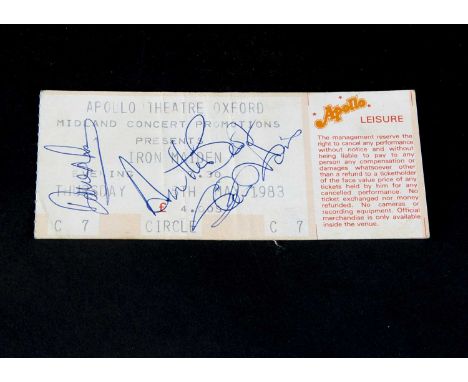 APOLLO THEATRE OXFORD
MIDLAND CONCERT PROMOTIONS
PRESENTS
IRON MAIDEN
THURSDAY MAY 1983
C 7 CIRCLE C 7
Apollo
LEISURE
The management reserve the
right to cancel any performance
without notice and without
being liable to pay to any
person any compensation or
damages whatsoever other
than a refund to a ticketholder
of the face value price of any
tickets held by him for any
cancelled performance. No
ticket exchanged nor money
refunded. No cameras or
recording equipment. Official
merchandise is only available
inside the venue.